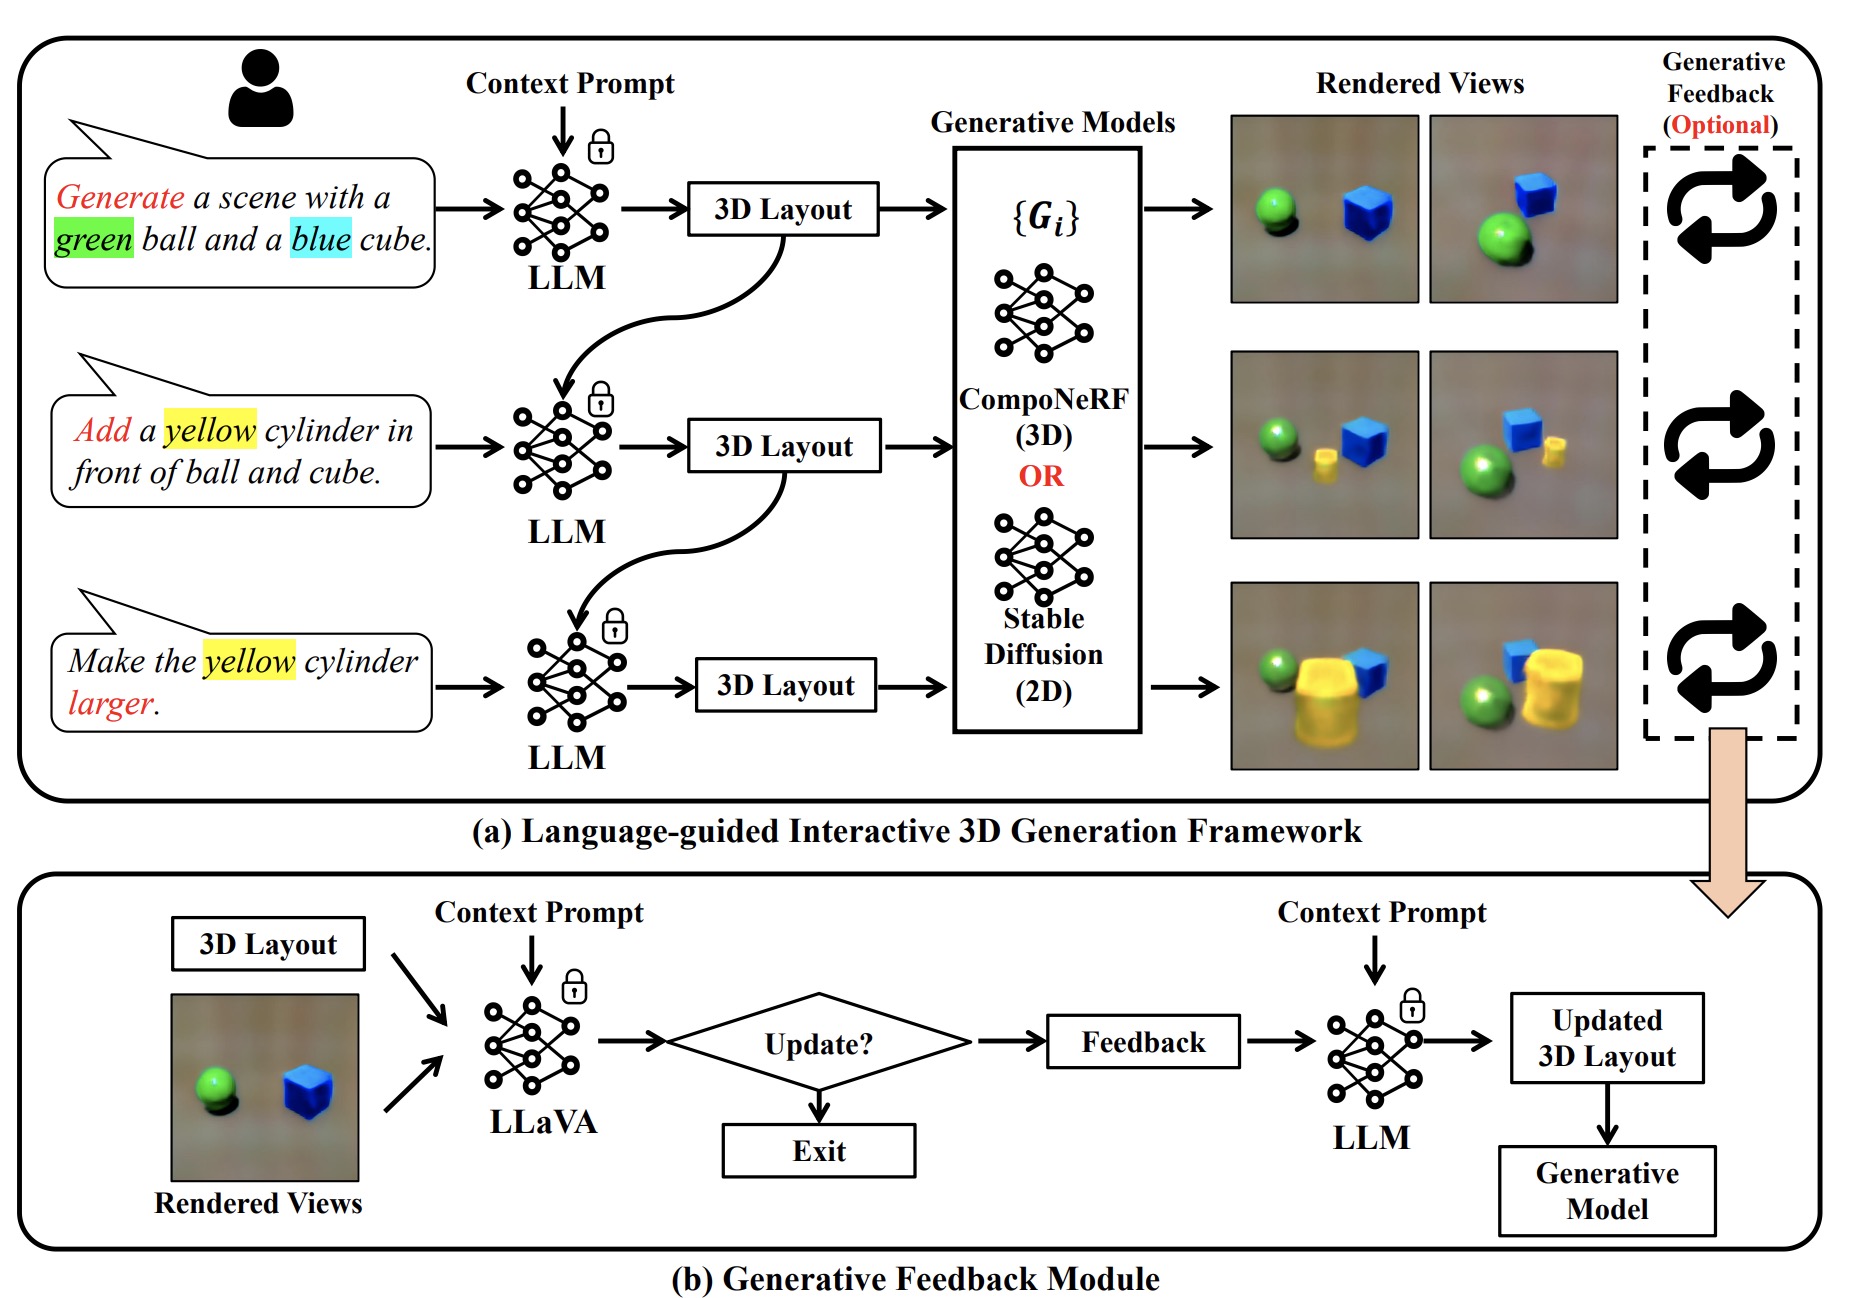 Context Prompt
Generative Models
Rendered Views
Generative
Feedback
(Optional)
Generate a scene with a
green ball and a blue cube.
LLM
3D Layout
{G_i}
Add a yellow cylinder in
front of ball and cube.
LLM
3D Layout
CompoNeRF
(3D)
OR
Stable
Diffusion
(2D)
Make the yellow cylinder
larger.
LLM
3D Layout
(a) Language-guided Interactive 3D Generation Framework
3D Layout
Rendered Views
Context Prompt
LLaVA
Update?
Exit
Feedback
Context Prompt
LLM
Updated
3D Layout
Generative
Model
(b) Generative Feedback Module